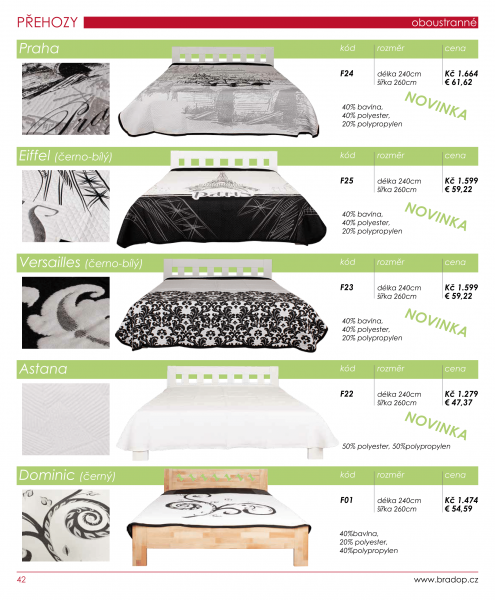 PŘEHOZY oboustranné
Praha kód rozměr cena
F24 délka 240cm Kč 1.664
šířka 260cm € 61,62
NOVINKA
40% bavlna,
40% polyester,
20% polypropylen
Eiffel (černo-bílý) kód rozměr cena
F25 délka 240cm Kč 1.599
šířka 260cm € 59,22
NOVINKA
40% bavlna,
40% polyester,
20% polypropylen
Versailles (černo-bílý) kód rozměr cena
F23 délka 240cm Kč 1.599
šířka 260cm € 59,22
NOVINKA
40% bavlna,
40% polyester,
20% polypropylen
Astana kód rozměr cena
F22 délka 240cm Kč 1.279
šířka 260cm € 47,37
NOVINKA
50% polyester, 50%polypropylen
Dominic (černý) kód rozměr cena
F01 délka 240cm Kč 1.474
šířka 260cm € 54,59
40%bavlna,
20% polyester,
40%polypropylen
42 www.bradop.cz